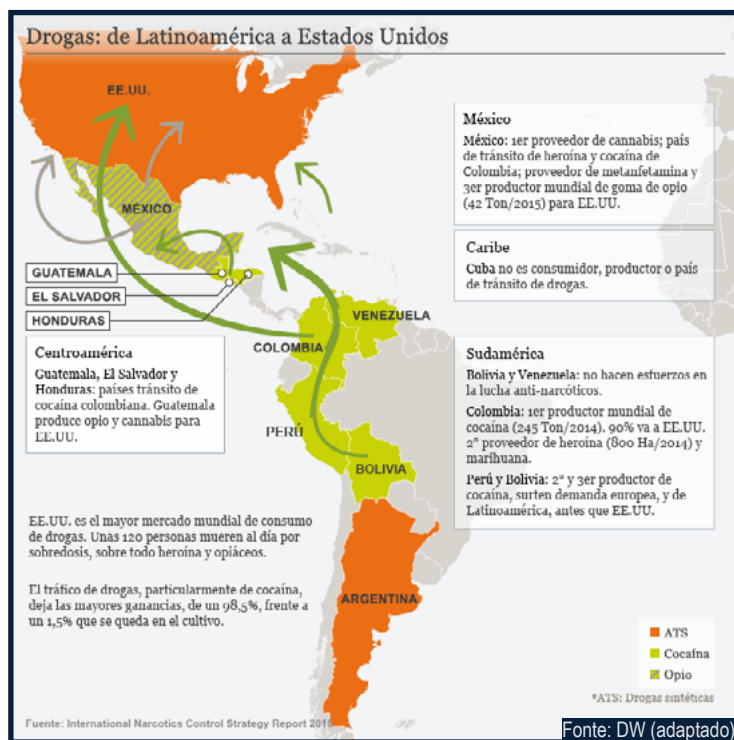 Drogas: de Latinoamérica a Estados Unidos
EE.UU.
MÉXICO
GUATEMALA
EL SALVADOR
HONDURAS
VENEZUELA
COLOMBIA
PERÚ
BOLIVIA
ARGENTINA
México
México: 1er proveedor de cannabis; país
de tránsito de heroína y cocaína de
Colombia; proveedor de metanfetamina y
3er productor mundial de goma de opio
(42 Ton/2015) para EE.UU.
Caribe
Cuba no es consumidor, productor o país
de tránsito de drogas.
Centroamérica
Guatemala, El Salvador y
Honduras: países tránsito de
cocaína colombiana. Guatemala
produce opio y cannabis para
EE.UU.
Sudamérica
Bolivia y Venezuela: no hacen esfuerzos en
la lucha anti-narcóticos.
Colombia: 1er productor mundial de
cocaína (245 Ton/2014). 90% va a EE.UU.
2° proveedor de heroína (800 Ha/2014) y
marihuana.
Perú y Bolivia: 2° y 3er productor de
cocaína, surten demanda europea, y de
Latinoamérica, antes que EE.UU.
EE.UU. es el mayor mercado mundial de consumo
de drogas. Unas 120 personas mueren al día por
sobredosis, sobre todo heroína y opiáceos.
El tráfico de drogas, particularmente de cocaína,
deja las mayores ganancias, de un 98,5%, frente a
un 1,5% que se queda en el cultivo.
ATS
Cocaína
Opio
*ATS: Drogas sintéticas
Fuente: International Narcotics Control Strategy Report
Fonte: DW (adaptado)